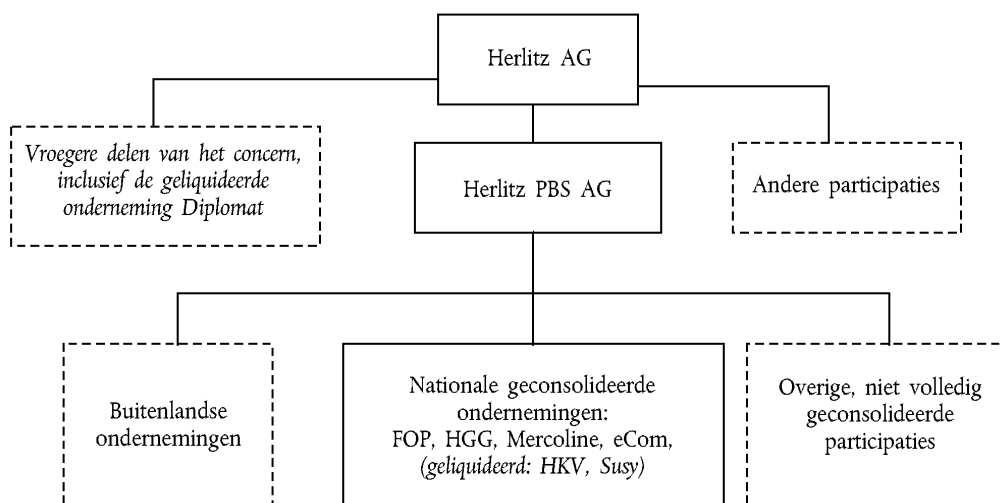 Herlitz AG
Vroegere delen van het concern,
inclusief de geliquideerde
onderneming Diplomat
Herlitz PBS AG
Andere participaties
Buitenlandse
ondernemingen
Nationale geconsolideerde
ondernemingen:
FOP, HGG, Mercoline, eCom,
(geliquideerd: HKV, Susy)
Overige, niet volledig
geconsolideerde
participaties